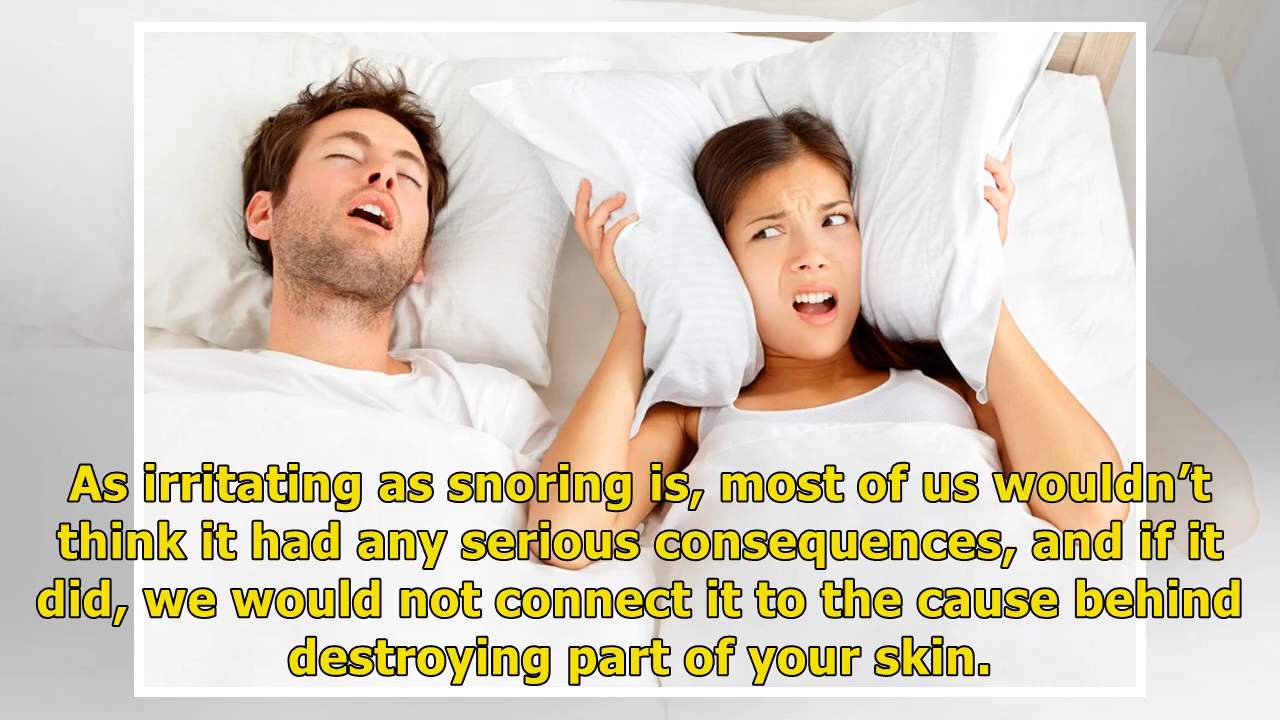 As irritating as snoring is, most of us wouldn’t
think it had any serious consequences, and if it
did, we would not connect it to the cause behind
destroying part of your skin.